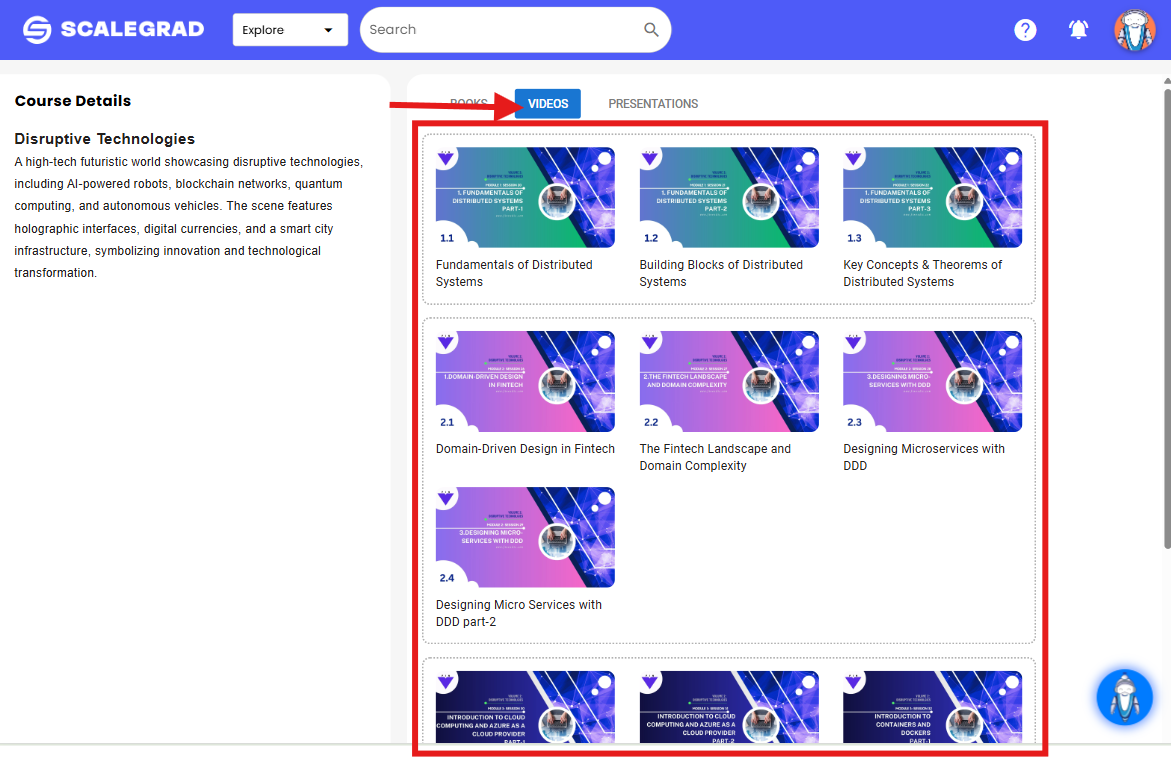 SCALEGRAD
Explore
Search
Course Details
BOOKS
VIDEOS
PRESENTATIONS
Disruptive Technologies
A high-tech futuristic world showcasing disruptive technologies,
including AI-powered robots, blockchain networks, quantum
computing, and autonomous vehicles. The scene features
holographic interfaces, digital currencies, and a smart city
infrastructure, symbolizing innovation and technological
transformation.
1. FUNDAMENTALS OF
DISTRIBUTED SYSTEMS
PART-1
1.1
Fundamentals of Distributed
Systems
1. FUNDAMENTALS OF
DISTRIBUTED SYSTEMS
PART-2
1.2
Building Blocks of Distributed
Systems
1. FUNDAMENTALS OF
DISTRIBUTED SYSTEMS
PART-3
1.3
Key Concepts & Theorems of
Distributed Systems
1.DOMAIN-DRIVEN DESIGN
IN FINTECH
2.1
Domain-Driven Design in Fintech
2.THE FINTECH LANDSCAPE
AND DOMAIN COMPLEXITY
2.2
The Fintech Landscape and
Domain Complexity
3.DESIGNING MICRO-
SERVICES WITH DDD
2.3
Designing Microservices with
DDD
3.DESIGNING MICRO-
SERVICES WITH DDD
2.4
Designing Micro Services with
DDD part-2
INTRODUCTION TO CLOUD
COMPUTING AND AZURE AS A
CLOUD PROVIDER
PART-1
INTRODUCTION TO CLOUD
COMPUTING AND AZURE AS A
CLOUD PROVIDER
PART-2
INTRODUCTION TO
CONTAINERS AND
DOCKERS
PART-1